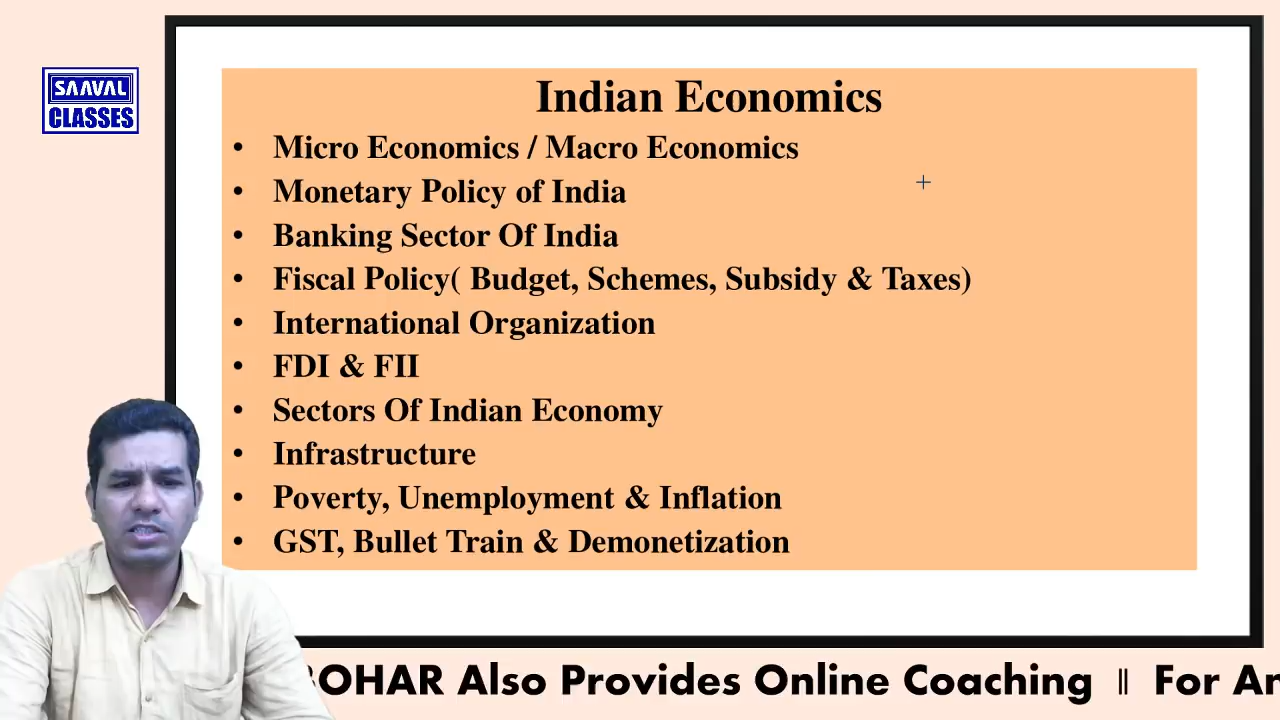 SAAVAL
CLASSES
Indian Economics
• Micro Economics / Macro Economics
• Monetary Policy of India
• Banking Sector Of India
• Fiscal Policy( Budget, Schemes, Subsidy & Taxes)
• International Organization
• FDI & FII
• Sectors Of Indian Economy
• Infrastructure
• Poverty, Unemployment & Inflation
• GST, Bullet Train & Demonetization
BOHAR Also Provides Online Coaching || For An